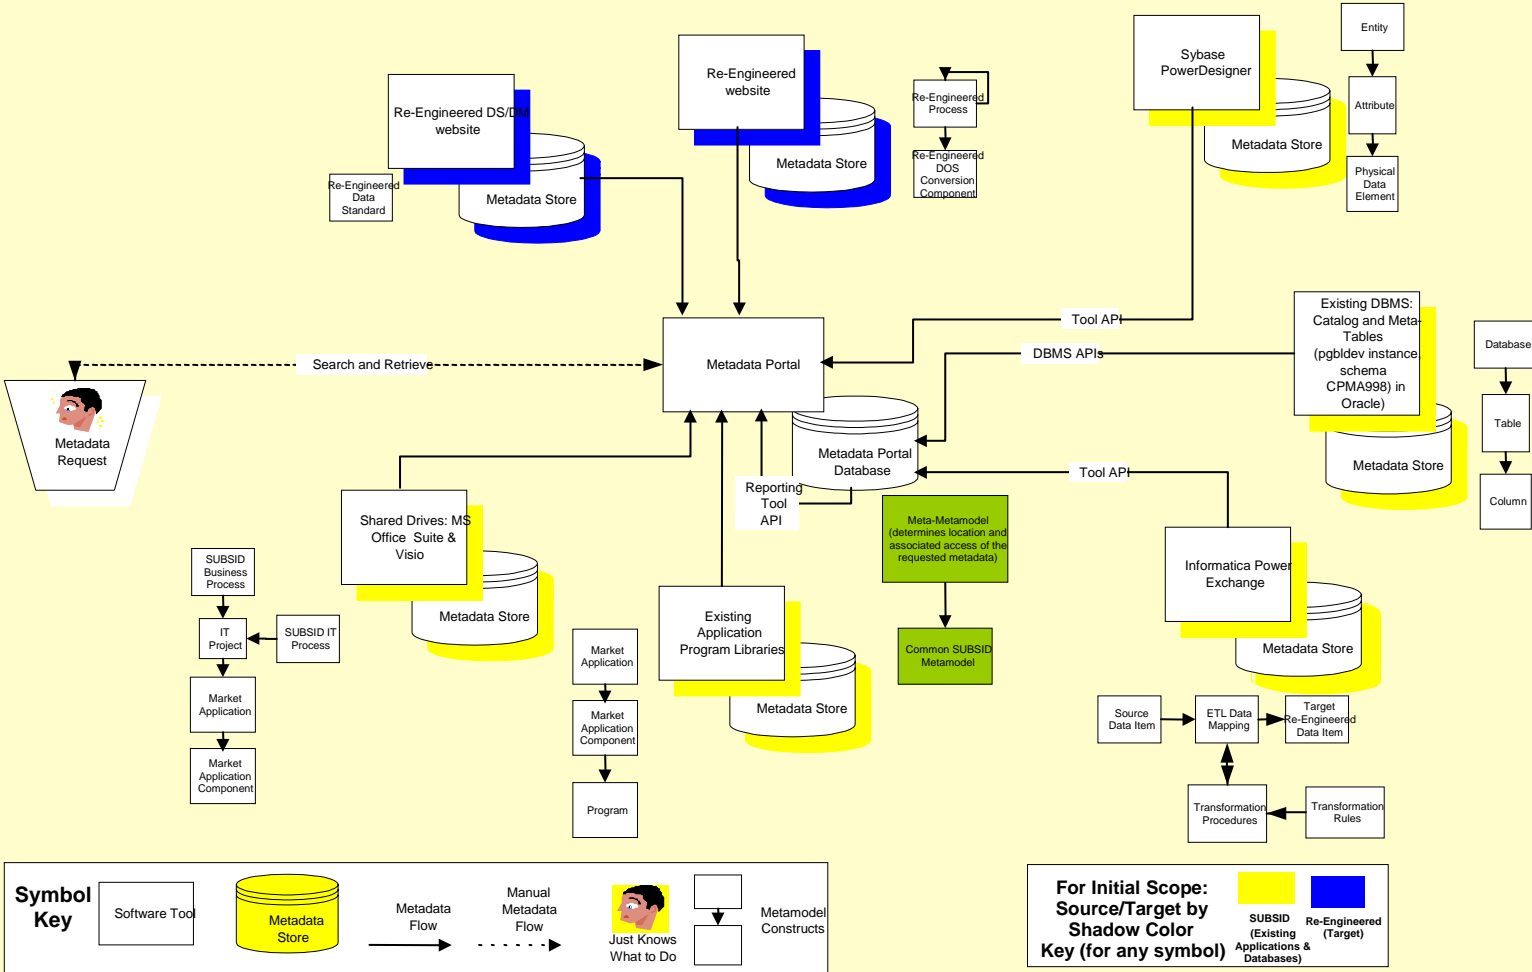 Re-Engineered DS/DM
website
Metadata Store
Re-Engineered
Data
Standard
Re-Engineered
website
Metadata Store
Re-Engineered
Process
Re-Engineered
DOS
Conversion
Component
Sybase
PowerDesigner
Metadata Store
Entity
Attribute
Physical
Data
Element
Tool API
DBMS APIs
Existing DBMS:
Catalog and Meta-
Tables
(pgbldev instance,
schema
CPMA998) in
Oracle)
Metadata Store
Database
Table
Column
Search and Retrieve
Metadata Portal
Metadata
Request
Metadata Portal
Database
Tool API
Reporting
Tool
API
Shared Drives: MS
Office Suite &
Visio
Metadata Store
SUBSID
Business
Process
IT
Project
SUBSID IT
Process
Market
Application
Market
Application
Component
Existing
Application
Program Libraries
Metadata Store
Market
Application
Market
Application
Component
Program
Meta-Metamodel
(determines location and
associated access of the
requested metadata)
Common SUBSID
Metamodel
Informatica Power
Exchange
Metadata Store
Source
Data Item
ETL Data
Mapping
Target
Re-Engineered
Data Item
Transformation
Procedures
Transformation
Rules
Symbol
Key
Software Tool
Metadata
Store
Metadata
Flow
Manual
Metadata
Flow
Just Knows
What to Do
Metamodel
Constructs
For Initial Scope:
Source/Target by
Shadow Color
Key (for any symbol)
SUBSID
(Existing
Applications &
Databases)
Re-Engineered
(Target)